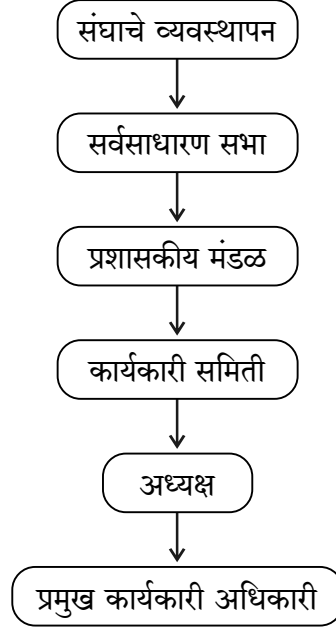 संघाचे व्यवस्थापन
सर्वसाधारण सभा
प्रशासकीय मंडळ
कार्यकारी समिती
अध्यक्ष
प्रमुख कार्यकारी अधिकारी